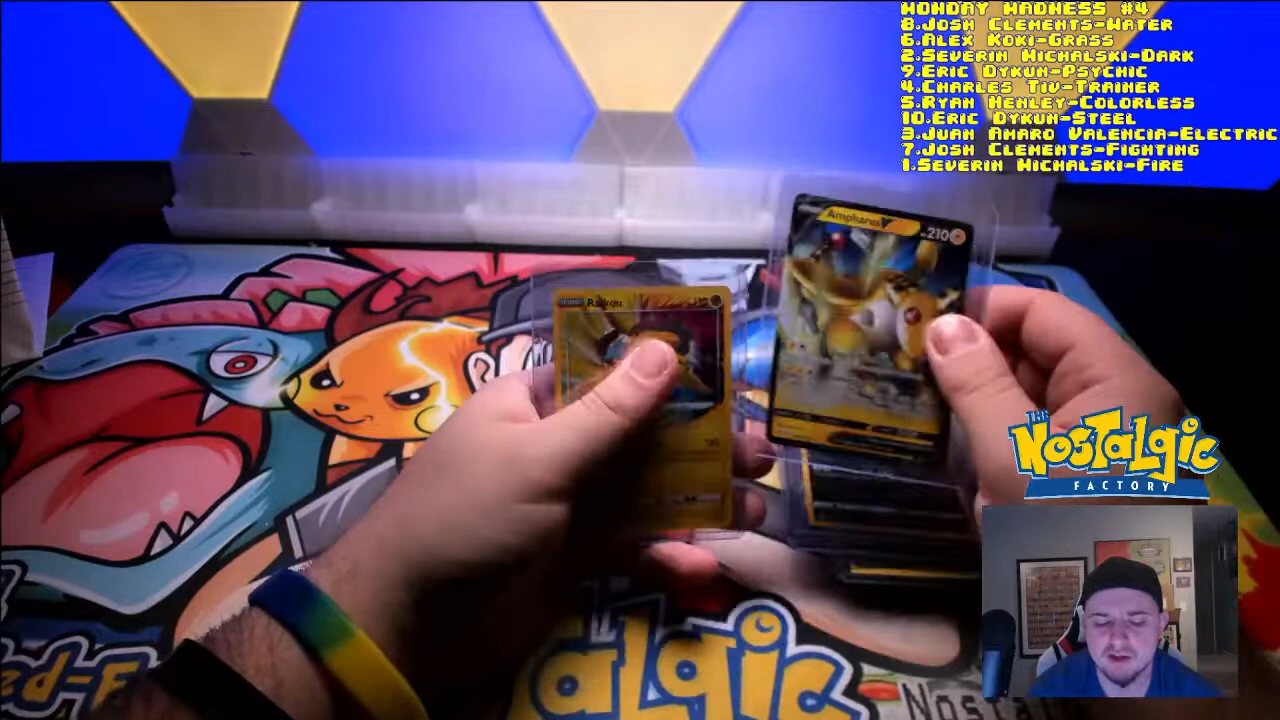 MONDAY MADNESS #4
8.JOSH CLEMENTS-WATER
6.ALEX KOKI-GRASS
2.SEVERIN MICHALSKI-DARK
9.ERIC DYKUN-PSYCHIC
4.CHARLES TIV-TRAINER
5.RYAN HENLEY-COLORLESS
10.ERIC DYKUN-STEEL
3.JUAN AMARO VALENCIA-ELECTRIC
7.JOSH CLEMENTS-FIGHTING
1.SEVERIN MICHALSKI-FIRE
Ampharos V
210
Raikou
THE
NOSTALGIC
FACTORY
algic